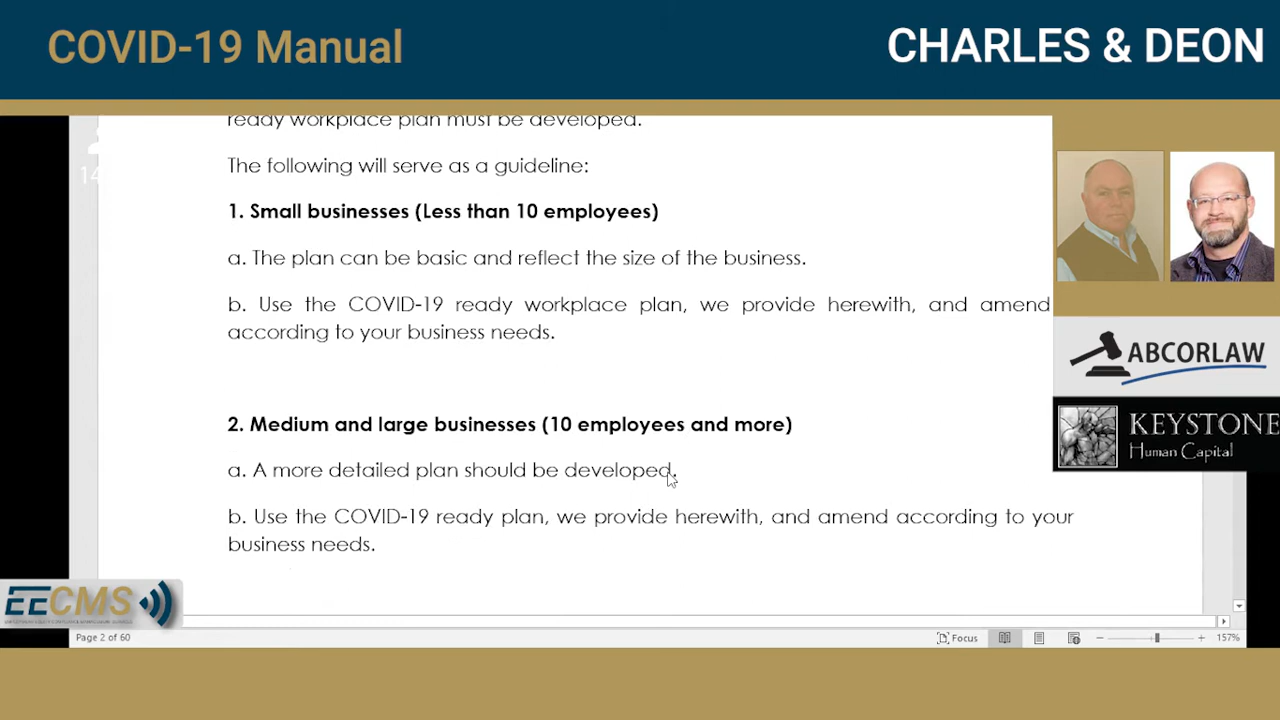 COVID-19 Manual
CHARLES & DEON
ready workplace plan must be developed.
14
The following will serve as a guideline:
1. Small businesses (Less than 10 employees)
a. The plan can be basic and reflect the size of the business.
b. Use the COVID-19 ready workplace plan, we provide herewith, and amend
according to your business needs.
ABCORLAW
KEYSTONE
Human Capital
2. Medium and large businesses (10 employees and more)
a. A more detailed plan should be developed.
b. Use the COVID-19 ready plan, we provide herewith, and amend according to your
business needs.
EECMS
Page 2 of 60
Focus
157%